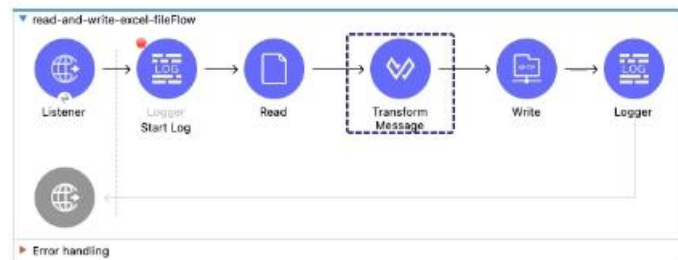 read-and-write-excel-fileFlow
LOG
LOG
Listener
Logger
Start Log
Read
Transform
Message
Write
Logger
Error handling